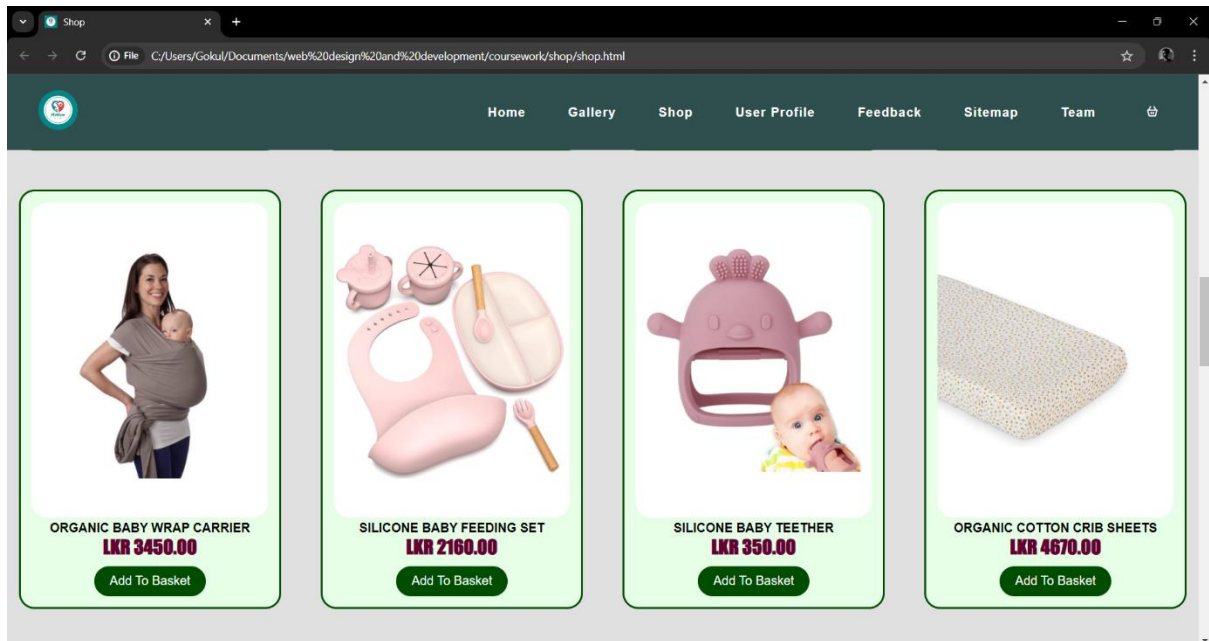 Shop
File C:/Users/Gokul/Documents/web%20design%20and%20development/coursework/shop/shop.html
Home Gallery Shop User Profile Feedback Sitemap Team
ORGANIC BABY WRAP CARRIER
LKR 3450.00
Add To Basket
SILICONE BABY FEEDING SET
LKR 2160.00
Add To Basket
SILICONE BABY TEETHER
LKR 350.00
Add To Basket
ORGANIC COTTON CRIB SHEETS
LKR 4670.00
Add To Basket